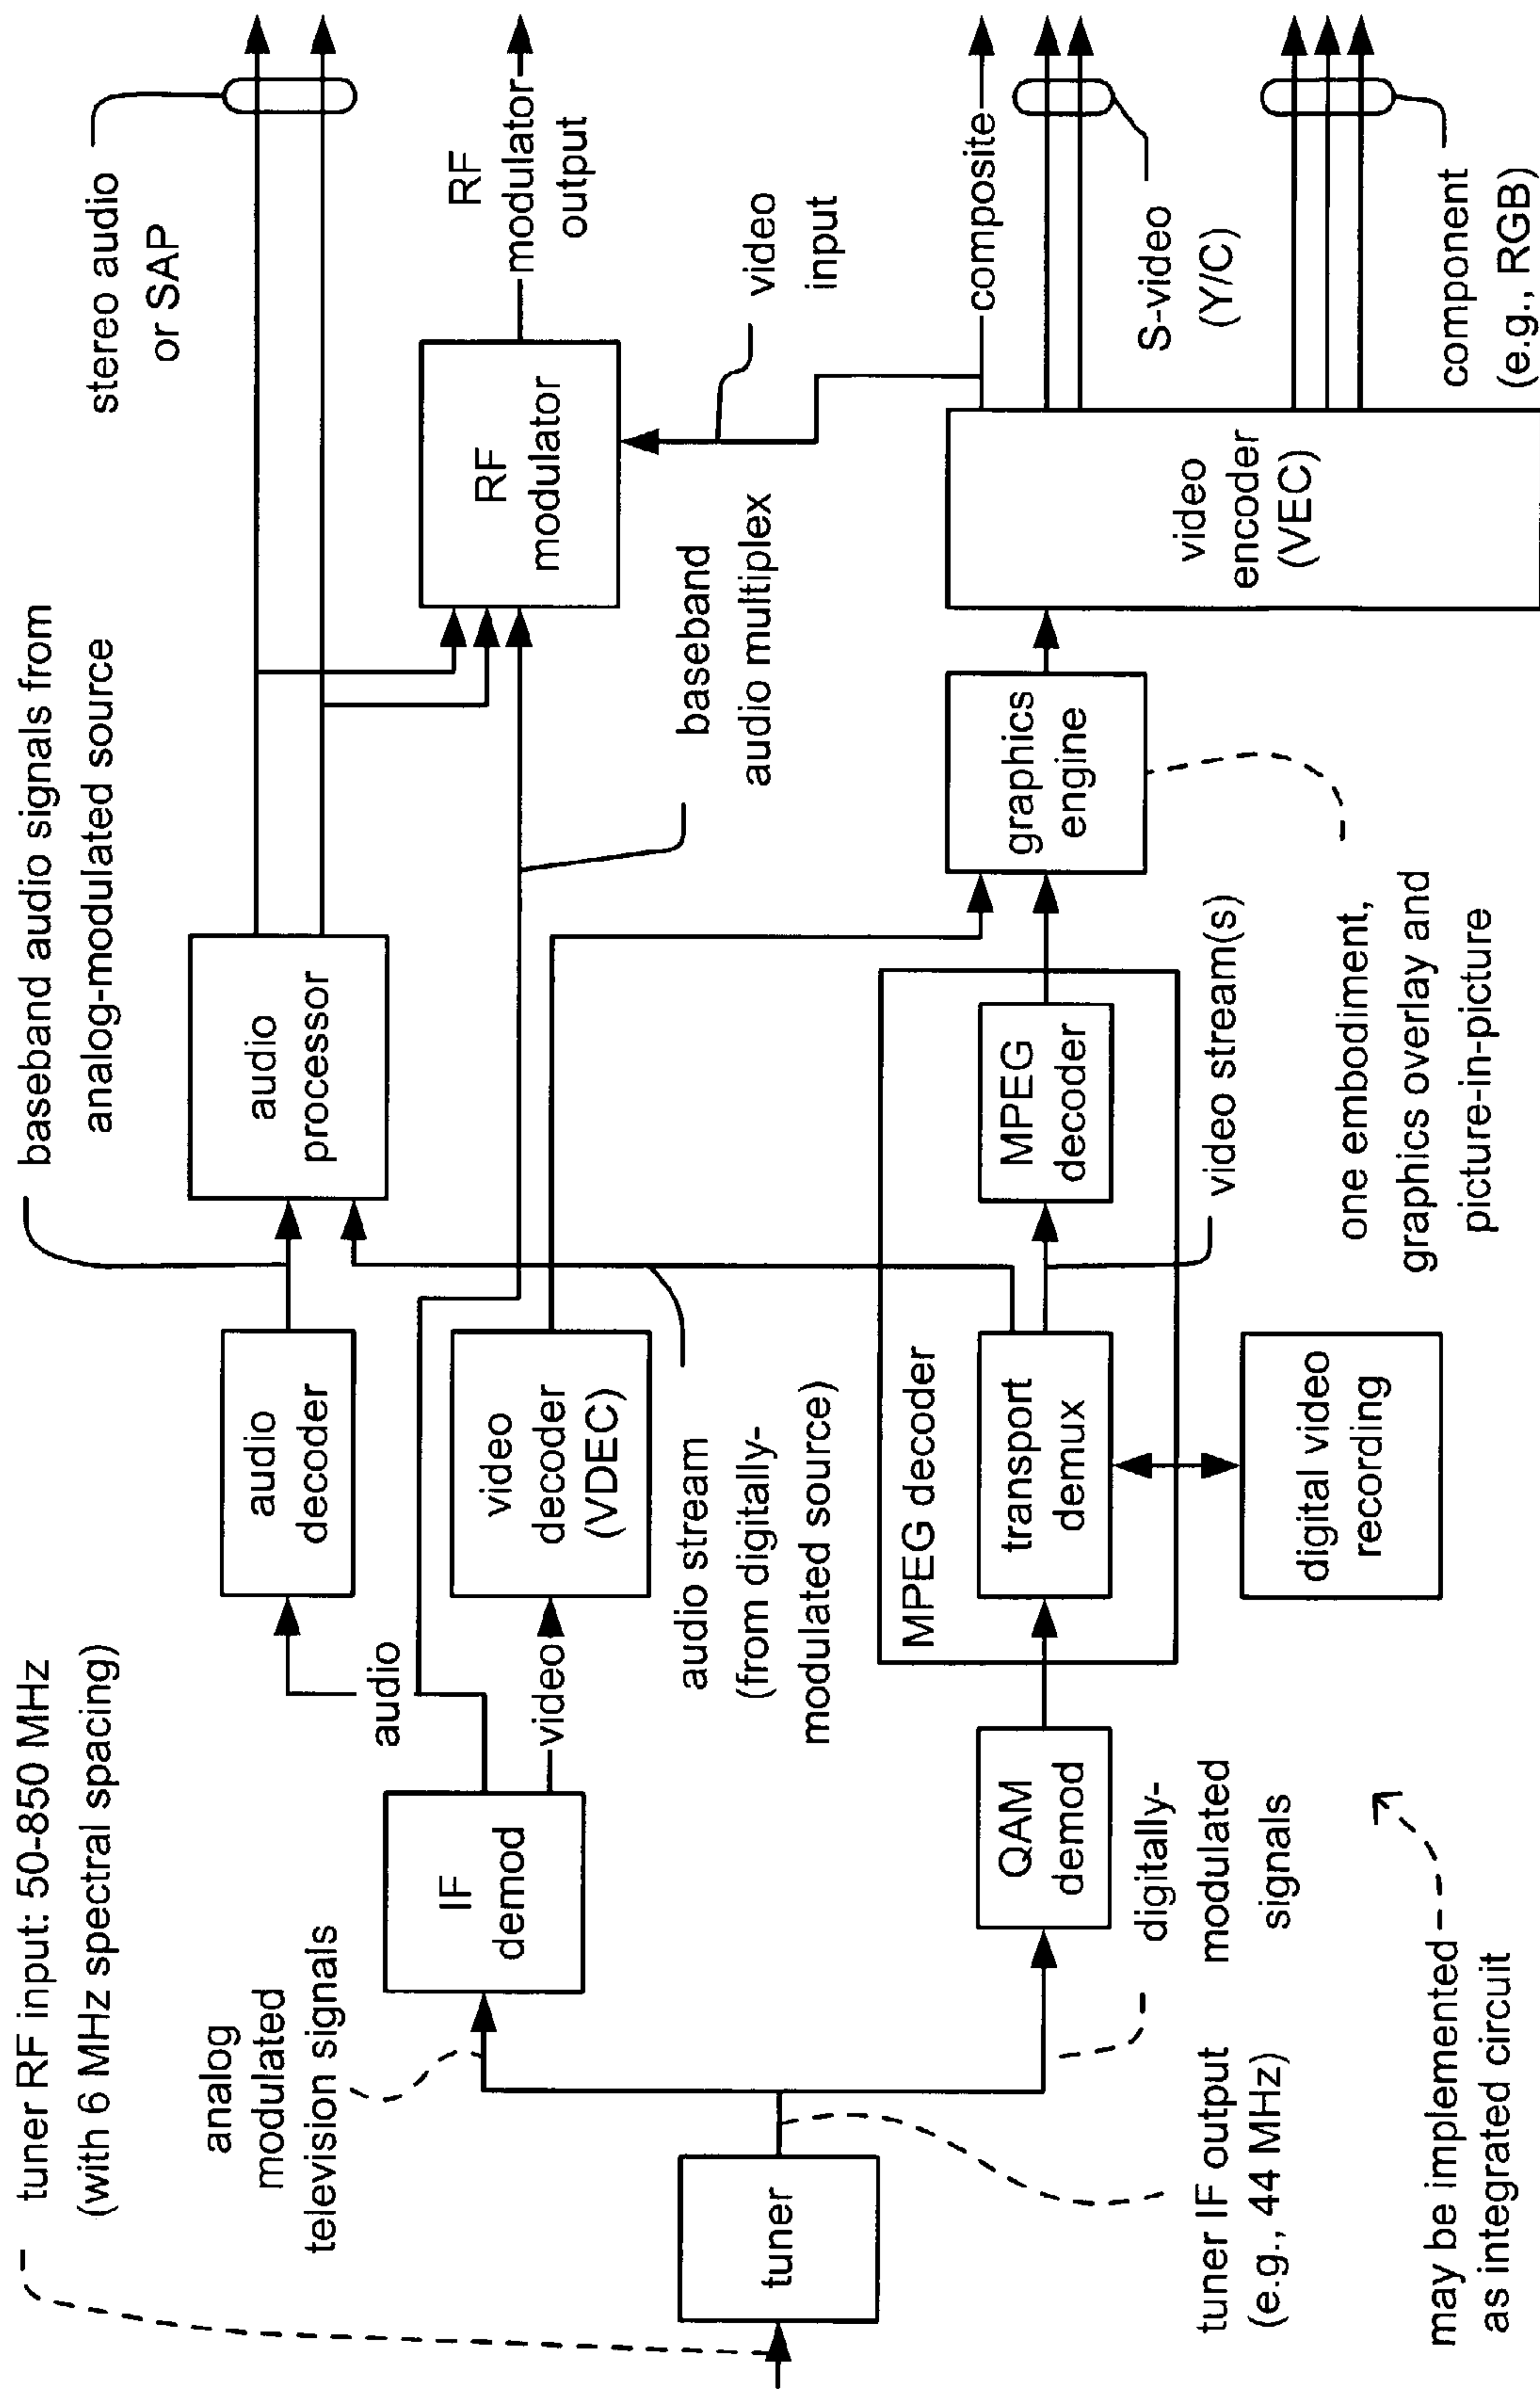 tuner RF input: 50-850 MHz
(with 6 MHz spectral spacing)
baseband audio signals from
analog-modulated source
stereo audio
or SAP
analog
modulated
television signals
audio
decoder
audio
processor
audio
IF
demod
video
video
decoder
(VDEC)
RF
modulator
RF
modulator
output
baseband
audio multiplex
video
input
tuner
audio stream
(from digitally-
modulated source)
MPEG decoder
QAM
demod
transport
demux
MPEG
decoder
graphics
engine
video
encoder
(VEC)
composite
S-video
(Y/C)
component
(e.g., RGB)
digitally-
modulated
signals
video stream(s)
tuner IF output
(e.g., 44 MHz)
digital video
recording
one embodiment,
graphics overlay and
picture-in-picture
may be implemented
as integrated circuit